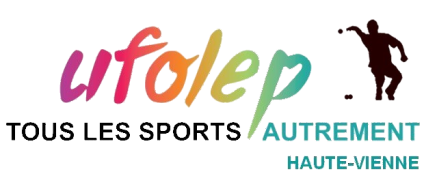 ufolep
TOUS LES SPORTS AUTREMENT
HAUTE-VIENNE